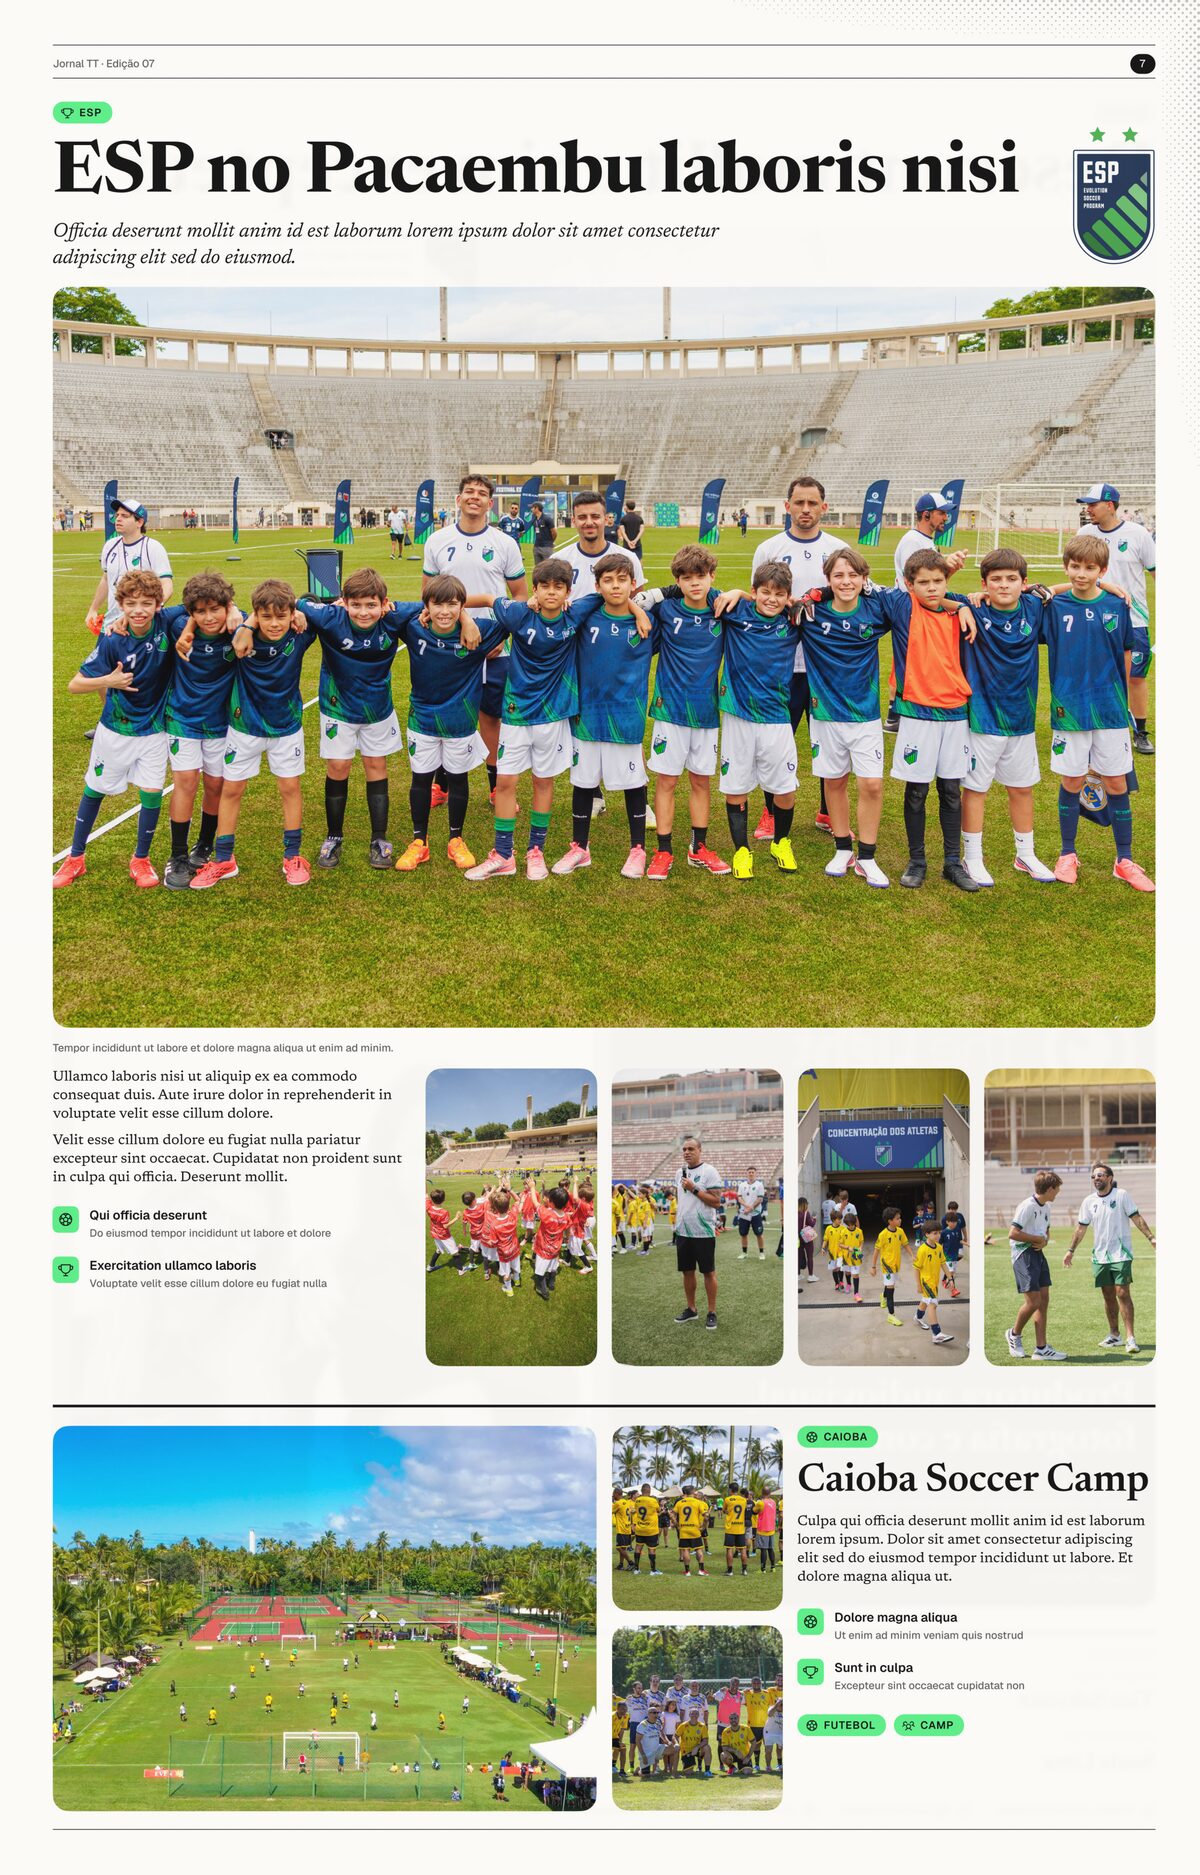 Jornal TT · Edição 07
7
ESP
ESP no Pacaembu laboris nisi
ESP
EVOLUTION
SOCCER
PROGRAM
Officia deserunt mollit anim id est laborum lorem ipsum dolor sit amet consectetur
adipiscing elit sed do eiusmod.
Tempor incididunt ut labore et dolore magna aliqua ut enim ad minim.
Ullamco laboris nisi ut aliquip ex ea commodo
consequat duis. Aute irure dolor in reprehenderit in
voluptate velit esse cillum dolore.
Velit esse cillum dolore eu fugiat nulla pariatur
excepteur sint occaecat. Cupidatat non proident sunt
in culpa qui officia. Deserunt mollit.
Qui officia deserunt
Do eiusmod tempor incididunt ut labore et dolore
Exercitation ullamco laboris
Voluptate velit esse cillum dolore eu fugiat nulla
CONCENTRAÇÃO DOS ATLETAS
CAIOBA
Caioba Soccer Camp
Culpa qui officia deserunt mollit anim id est laborum
lorem ipsum. Dolor sit amet consectetur adipiscing
elit sed do eiusmod tempor incididunt ut labore. Et
dolore magna aliqua ut.
9
9
9
Dolore magna aliqua
Ut enim ad minim veniam quis nostrud
Sunt in culpa
Excepteur sint occaecat cupidatat non
FUTEBOL
CAMP